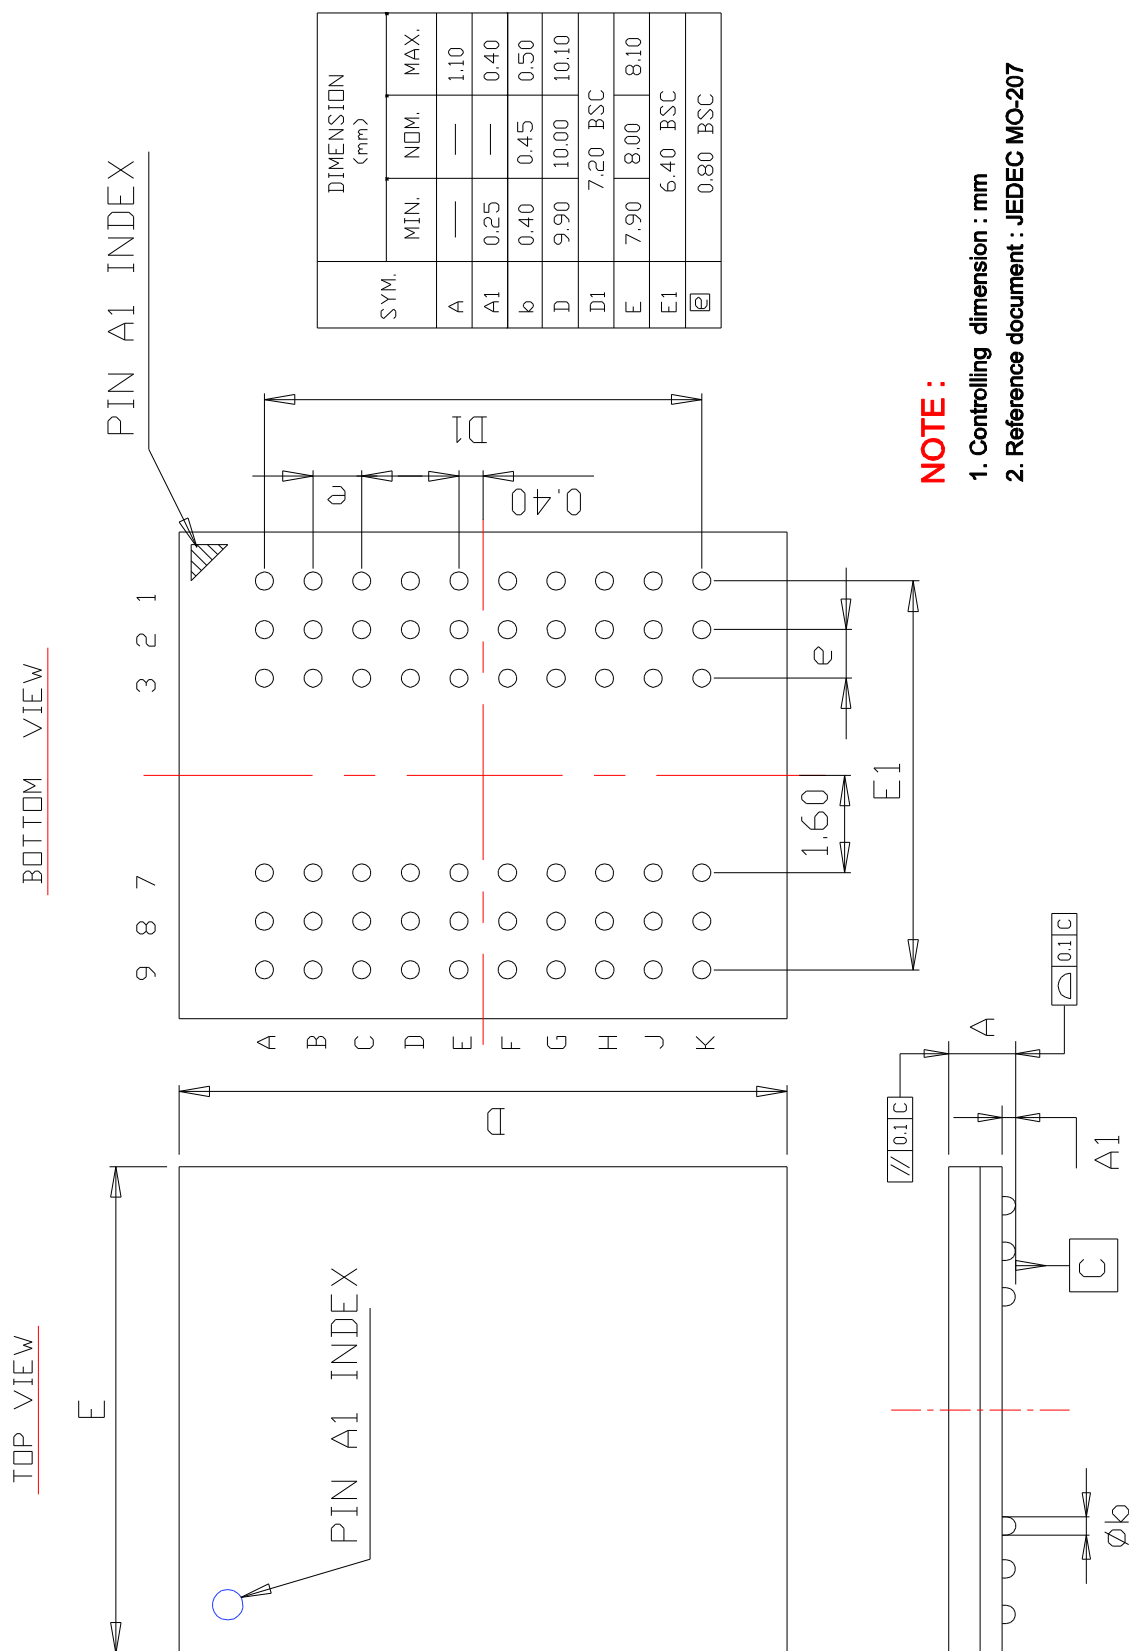 TOP VIEW
BOTTOM VIEW
E
PIN A1 INDEX
D
9 8 7 3 2 1
A
B
C
D
E
F
G
H
J
K
PIN A1 INDEX
e
D1
0.40
e
1.60
E1
SYM. DIMENSION (mm)
MIN. NOM. MAX.
A — — 1.10
A1 0.25 — 0.40
b 0.40 0.45 0.50
D 9.90 10.00 10.10
D1 7.20 BSC
E 7.90 8.00 8.10
E1 6.40 BSC
e 0.80 BSC
// 0.1 C
A
0.1 C
A1
C
Øb
NOTE :
1. Controlling dimension : mm
2. Reference document : JEDEC MO-207